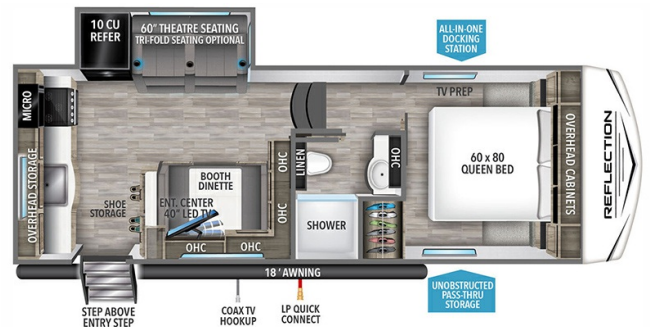 10 CU
REFER
60" THEATRE SEATING
TRI-FOLD SEATING OPTIONAL
ALL-IN-ONE
DOCKING
STATION
MICRO
OVERHEAD STORAGE
SHOE
STORAGE
BOOTH
DINETTE
ENT. CENTER
40" LED TV
OHC
OHC
OHC
OHC
LINEN
SHOWER
OHC
TV PREP
60 x 80
QUEEN BED
OVERHEAD CABINETS
REFLECTION
18' AWNING
STEP ABOVE
ENTRY STEP
COAX TV
HOOKUP
LP QUICK
CONNECT
UNOBSTRUCTED
PASS-THRU
STORAGE